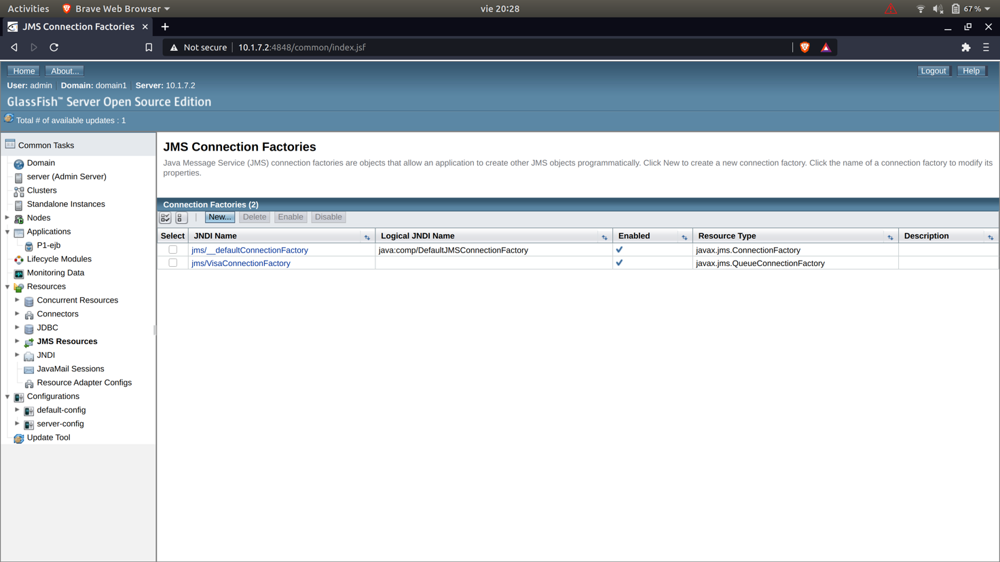 Activities Brave Web Browser vie 20:28 67 %
JMS Connection Factories
Not secure 10.1.7.2:4848/common/index.jsf
Home About... Logout Help
User: admin Domain: domain1 Server: 10.1.7.2
GlassFish™ Server Open Source Edition
Total # of available updates : 1
Common Tasks
Domain
server (Admin Server)
Clusters
Standalone Instances
Nodes
Applications
P1-ejb
Lifecycle Modules
Monitoring Data
Resources
Concurrent Resources
Connectors
JDBC
JMS Resources
JNDI
JavaMail Sessions
Resource Adapter Configs
Configurations
default-config
server-config
Update Tool
JMS Connection Factories
Java Message Service (JMS) connection factories are objects that allow an application to create other JMS objects programmatically. Click New to create a new connection factory. Click the name of a connection factory to modify its
properties.
Connection Factories (2)
New... Delete Enable Disable
Select JNDI Name Logical JNDI Name Enabled Resource Type Description
jms/__defaultConnectionFactory java:comp/DefaultJMSConnectionFactory javax.jms.ConnectionFactory
jms/VisaConnectionFactory javax.jms.QueueConnectionFactory